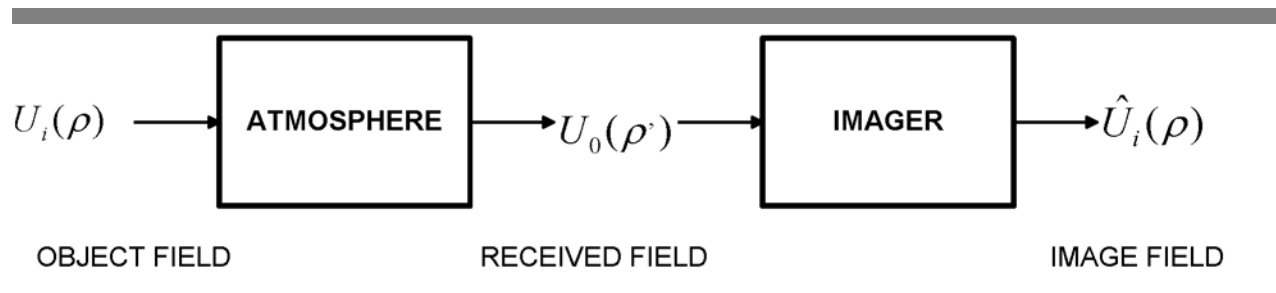 U_i(ρ) ATMOSPHERE U_0(ρ') IMAGER Û_i(ρ)
OBJECT FIELD RECEIVED FIELD IMAGE FIELD